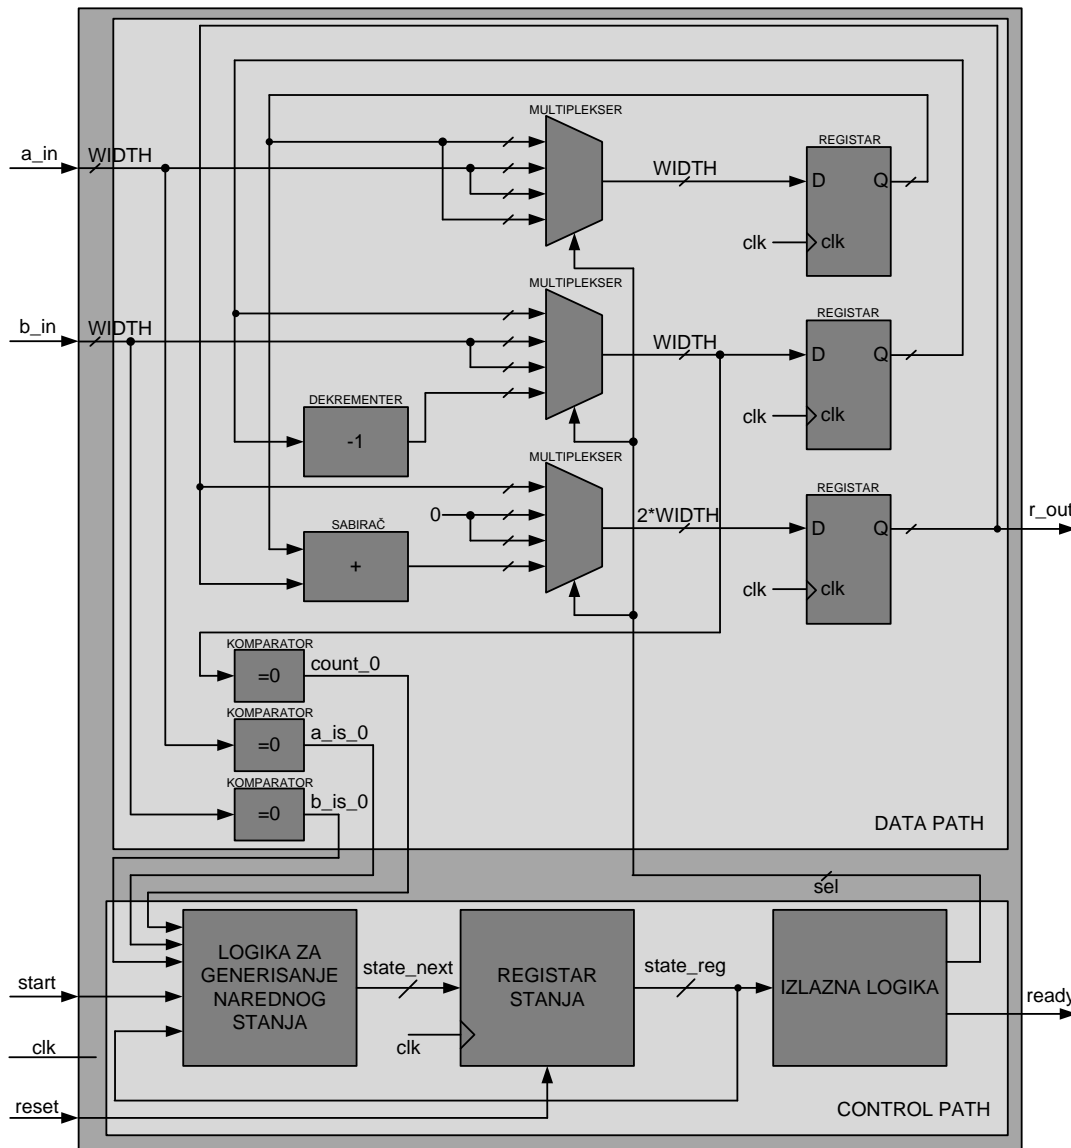 MULTIPLEKSER
REGISTAR
a_in
WIDTH
WIDTH
D
Q
clk
clk
MULTIPLEKSER
REGISTAR
b_in
WIDTH
WIDTH
D
Q
DEKREMENTER
-1
clk
clk
MULTIPLEKSER
REGISTAR
0
2*WIDTH
D
Q
r_out
SABIRAČ
+
clk
clk
KOMPARATOR
=0
count_0
KOMPARATOR
=0
a_is_0
KOMPARATOR
=0
b_is_0
DATA PATH
sel
LOGIKA ZA
GENERISANJE
NAREDNOG
STANJA
state_next
REGISTAR
STANJA
state_reg
IZLAZNA LOGIKA
start
ready
clk
clk
reset
CONTROL PATH